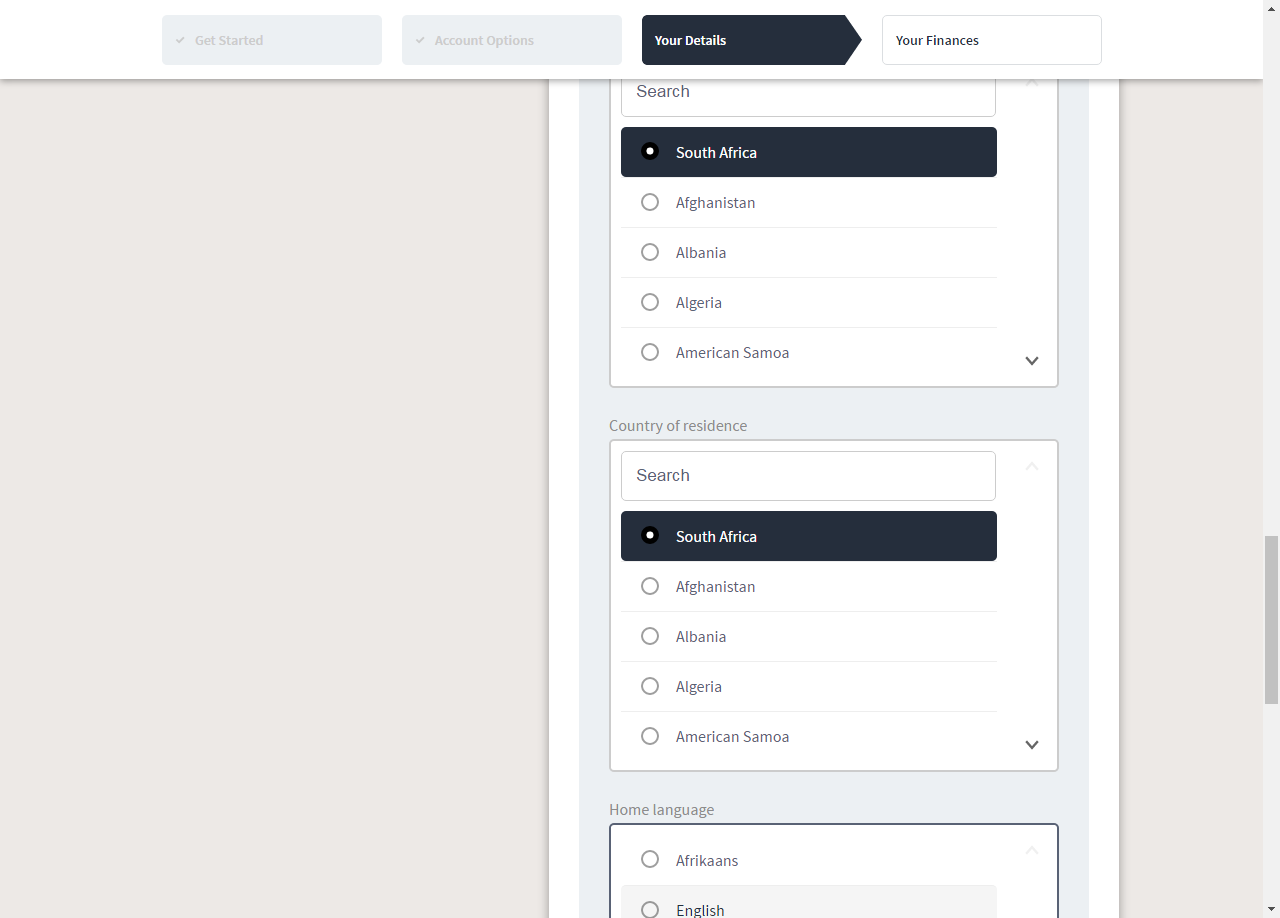 Get Started
Account Options
Your Details
Your Finances
Search
South Africa
Afghanistan
Albania
Algeria
American Samoa
Country of residence
Search
South Africa
Afghanistan
Albania
Algeria
American Samoa
Home language
Afrikaans
English